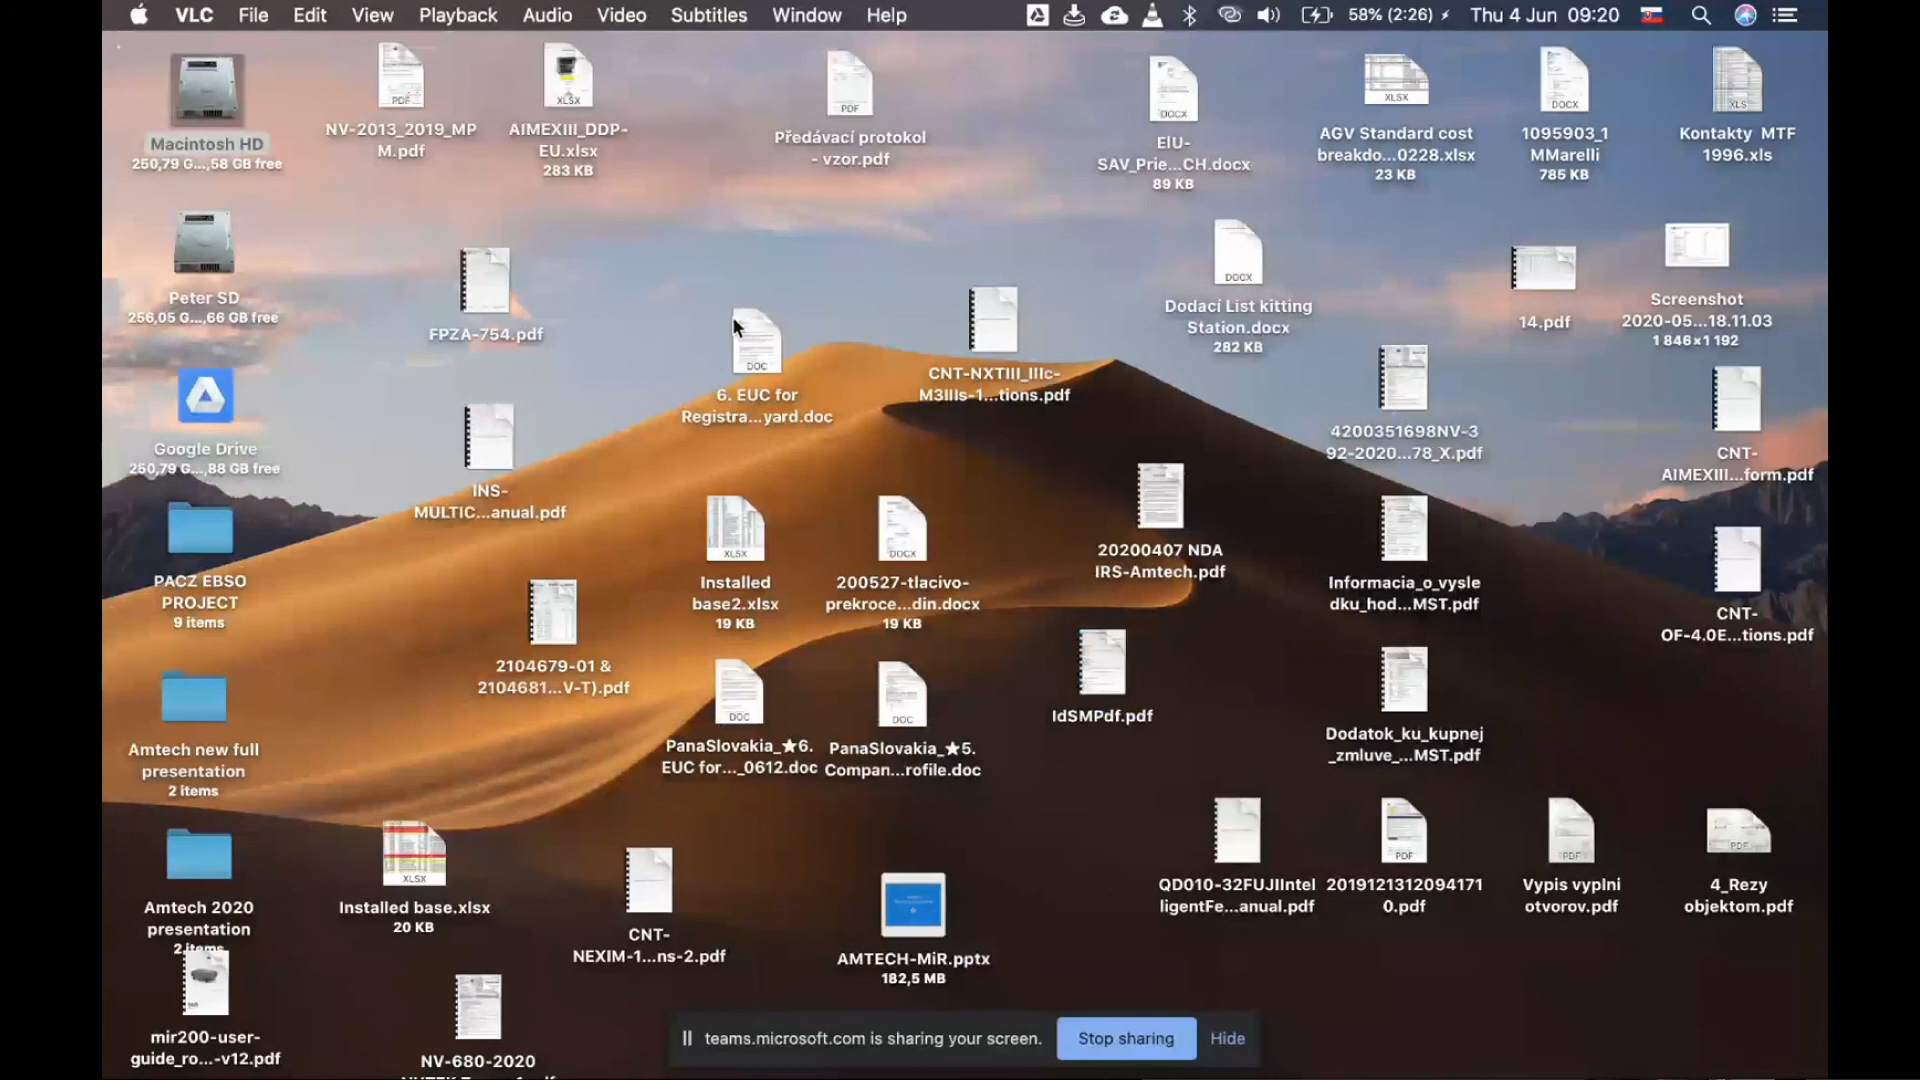 VLC File Edit View Playback Audio Video Subtitles Window Help 58% (2:26) Thu 4 Jun 09:20
Macintosh HD
250,79 G...,58 GB free
NV-2013_2019_MP
M.pdf
AIMEXIII_DDP-
EU.xlsx
283 KB
Předávací protokol
- vzor.pdf
EIU-
SAV_Prie...CH.docx
89 KB
AGV Standard cost
breakdo...0228.xlsx
23 KB
1095903_1
MMarelli
785 KB
Kontakty MTF
1996.xls
Peter SD
256,05 G...,66 GB free
FPZA-754.pdf
6. EUC for
Registra...yard.doc
CNT-NXTIII_IIIc-
M3IIIs-1...tions.pdf
Dodací List kitting
Station.docx
282 KB
14.pdf
Screenshot
2020-05...18.11.03
1 846×1 192
Google Drive
250,79 G...,88 GB free
INS-
MULTIC...anual.pdf
4200351698NV-3
92-2020...78_X.pdf
CNT-
AIMEXIII...form.pdf
PACZ EBSO
PROJECT
9 items
Installed
base2.xlsx
19 KB
200527-tlacivo-
prekroce...din.docx
19 KB
20200407 NDA
IRS-Amtech.pdf
Informacia_o_vysle
dku_hod...MST.pdf
CNT-
OF-4.0E...tions.pdf
2104679-01 &
2104681...V-T).pdf
Amtech new full
presentation
2 items
PanaSlovakia_★6.
EUC for..._0612.doc
PanaSlovakia_★5.
Compan...rofile.doc
IdSMPdf.pdf
Dodatok_ku_kupnej
_zmluve_...MST.pdf
Amtech 2020
presentation
2 items
Installed base.xlsx
20 KB
CNT-
NEXIM-1...ns-2.pdf
AMTECH-MiR.pptx
182,5 MB
QD010-32FUJIIntel
ligentFe...anual.pdf
2019121312094171
0.pdf
Vypis vyplni
otvorov.pdf
4_Rezy
objektom.pdf
mir200-user-
guide_ro...-v12.pdf
NV-680-2020
teams.microsoft.com is sharing your screen. Stop sharing Hide